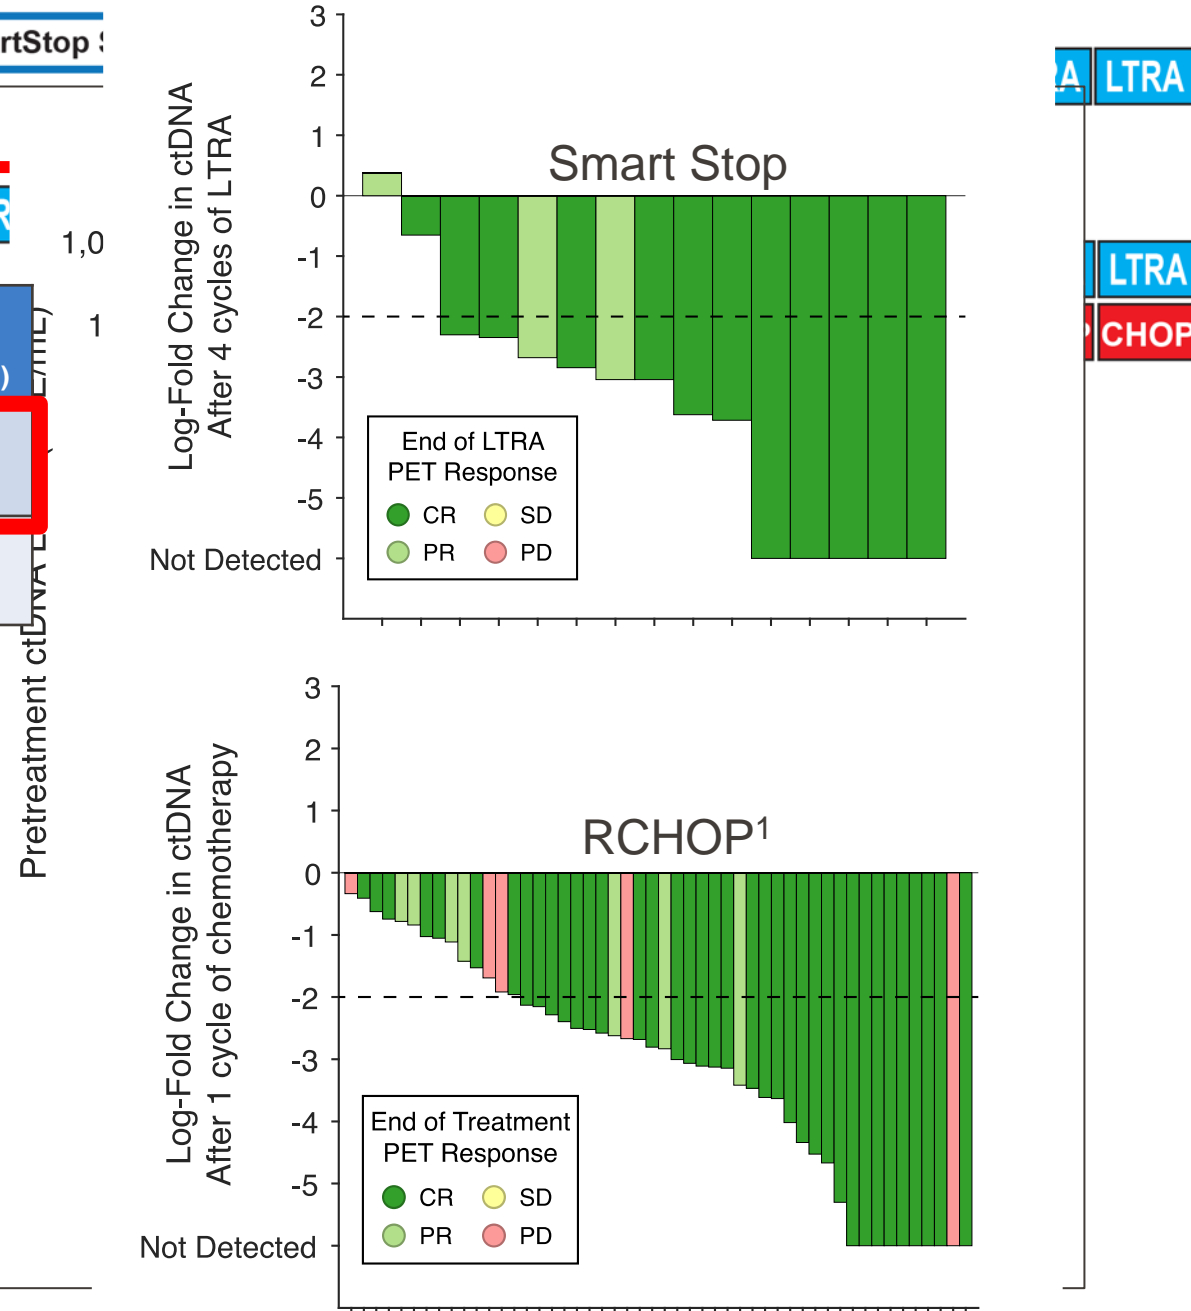 rtStop
LTRA
1,0
LTRA
1
CHOP
)
Pretreatment ctDNA
Log-Fold Change in ctDNA
After 4 cycles of LTRA
3
2
1
0
-1
-2
-3
-4
-5
Not Detected
Smart Stop
End of LTRA
PET Response
CR
SD
PR
PD
Log-Fold Change in ctDNA
After 1 cycle of chemotherapy
3
2
1
0
-1
-2
-3
-4
-5
Not Detected
RCHOP¹
End of Treatment
PET Response
CR
SD
PR
PD